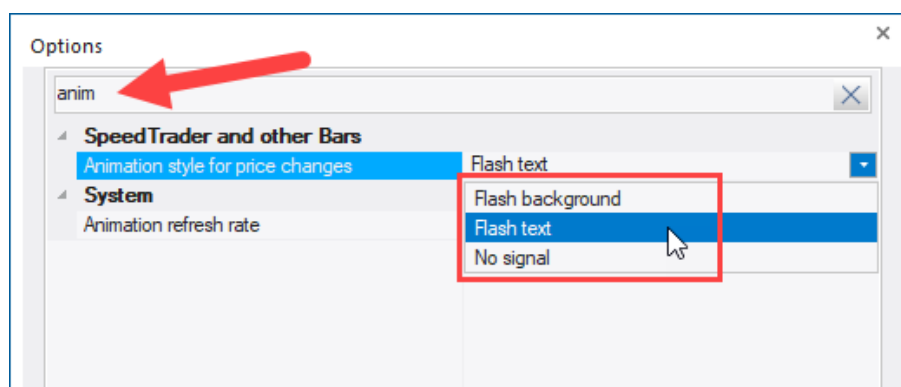 Options
anim
SpeedTrader and other Bars
Animation style for price changes Flash text
System
Flash background
Flash text
Animation refresh rate
No signal